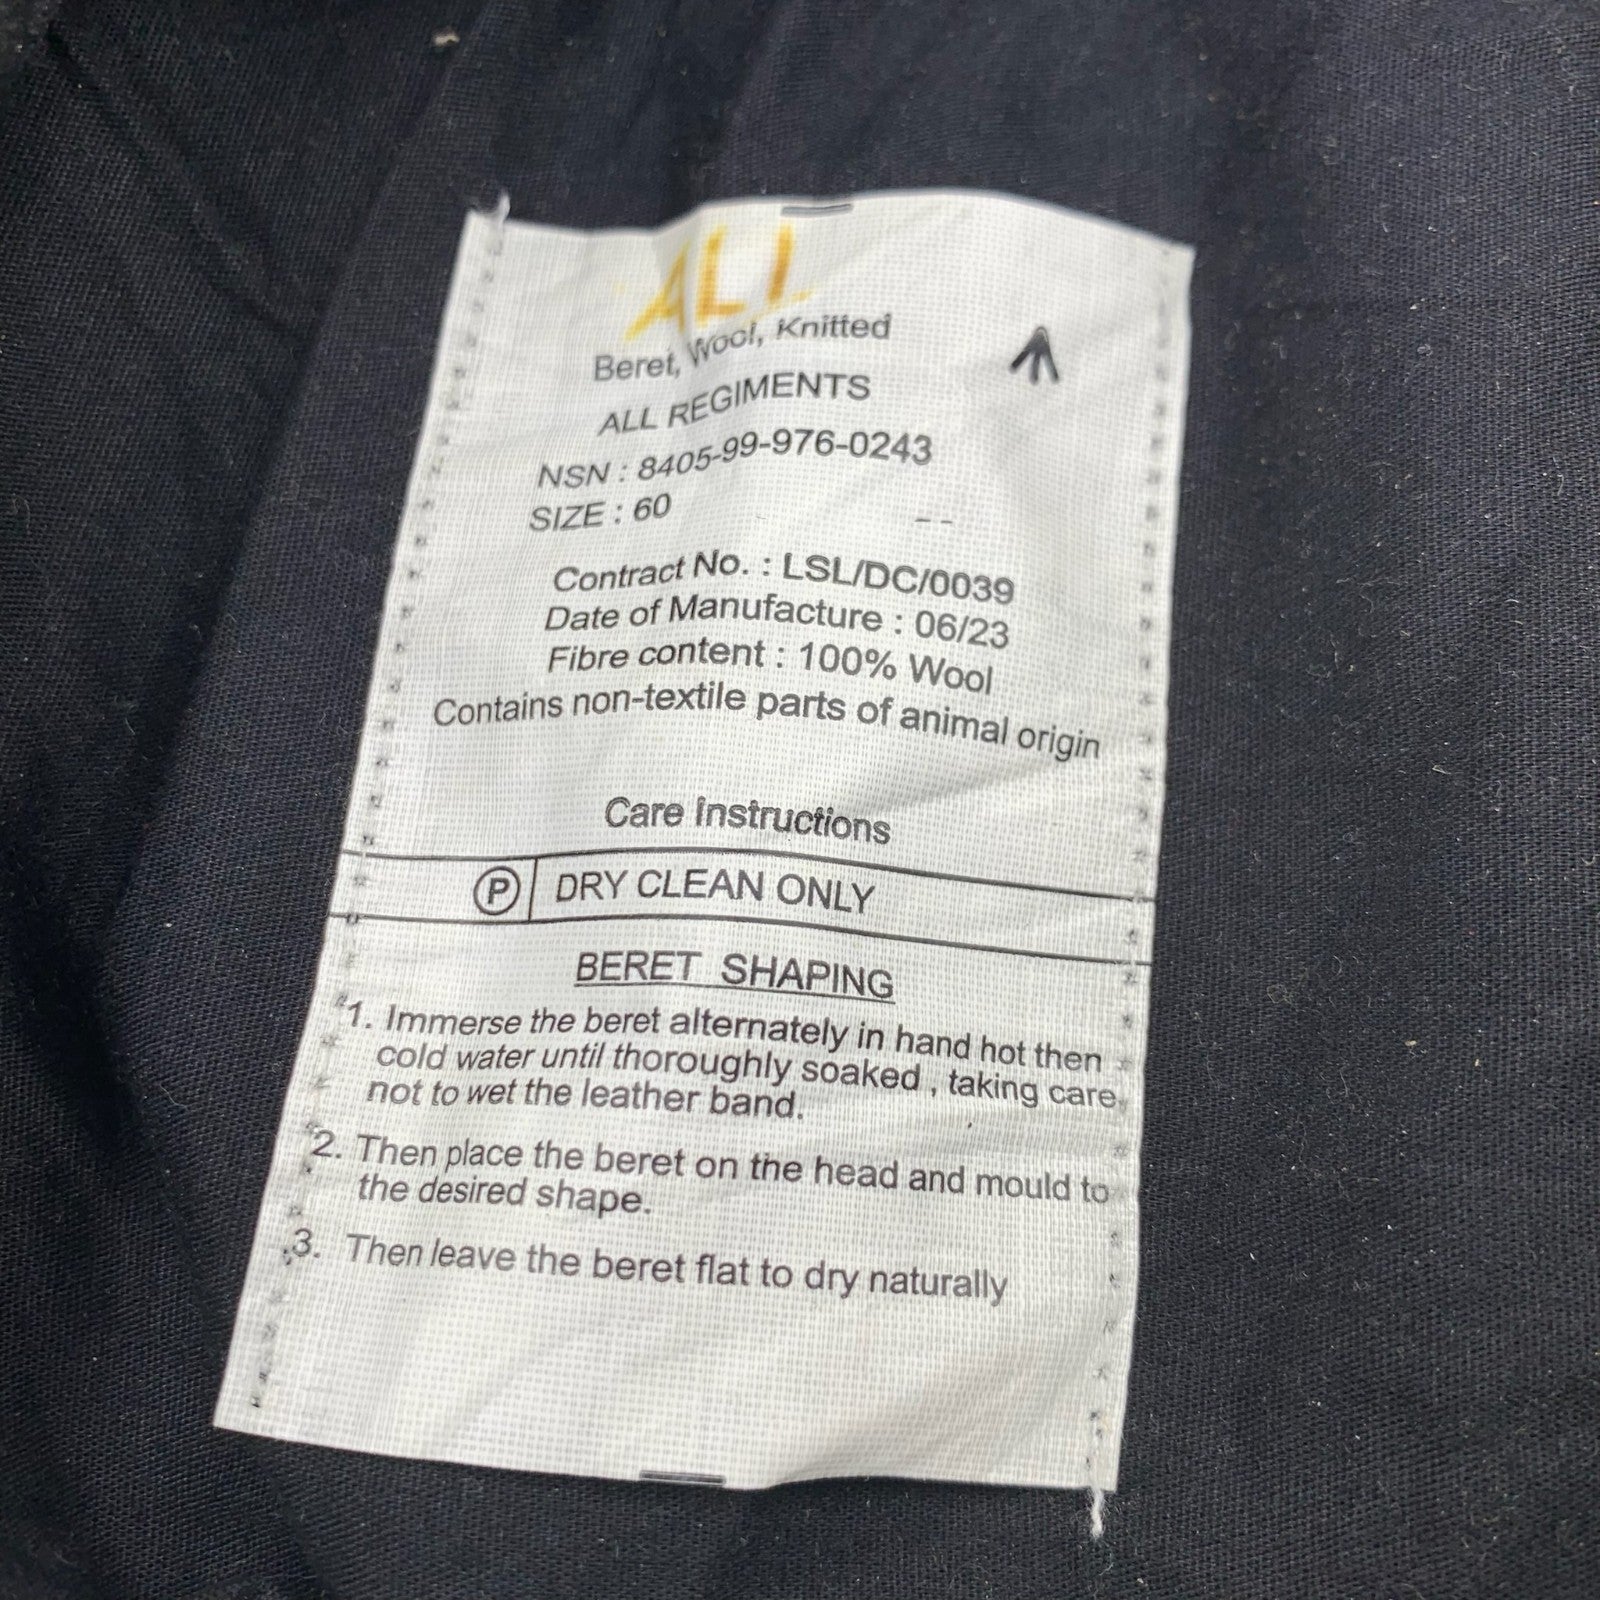 ALI
Beret, Wool, Knitted
ALL REGIMENTS
NSN : 8405-99-976-0243
SIZE : 60
Contract No. : LSL/DC/0039
Date of Manufacture : 06/23
Fibre content : 100% Wool
Contains non-textile parts of animal origin
Care Instructions
P DRY CLEAN ONLY
BERET SHAPING
1. Immerse the beret alternately in hand hot then
cold water until thoroughly soaked , taking care
not to wet the leather band.
2. Then place the beret on the head and mould to
the desired shape.
3. Then leave the beret flat to dry naturally